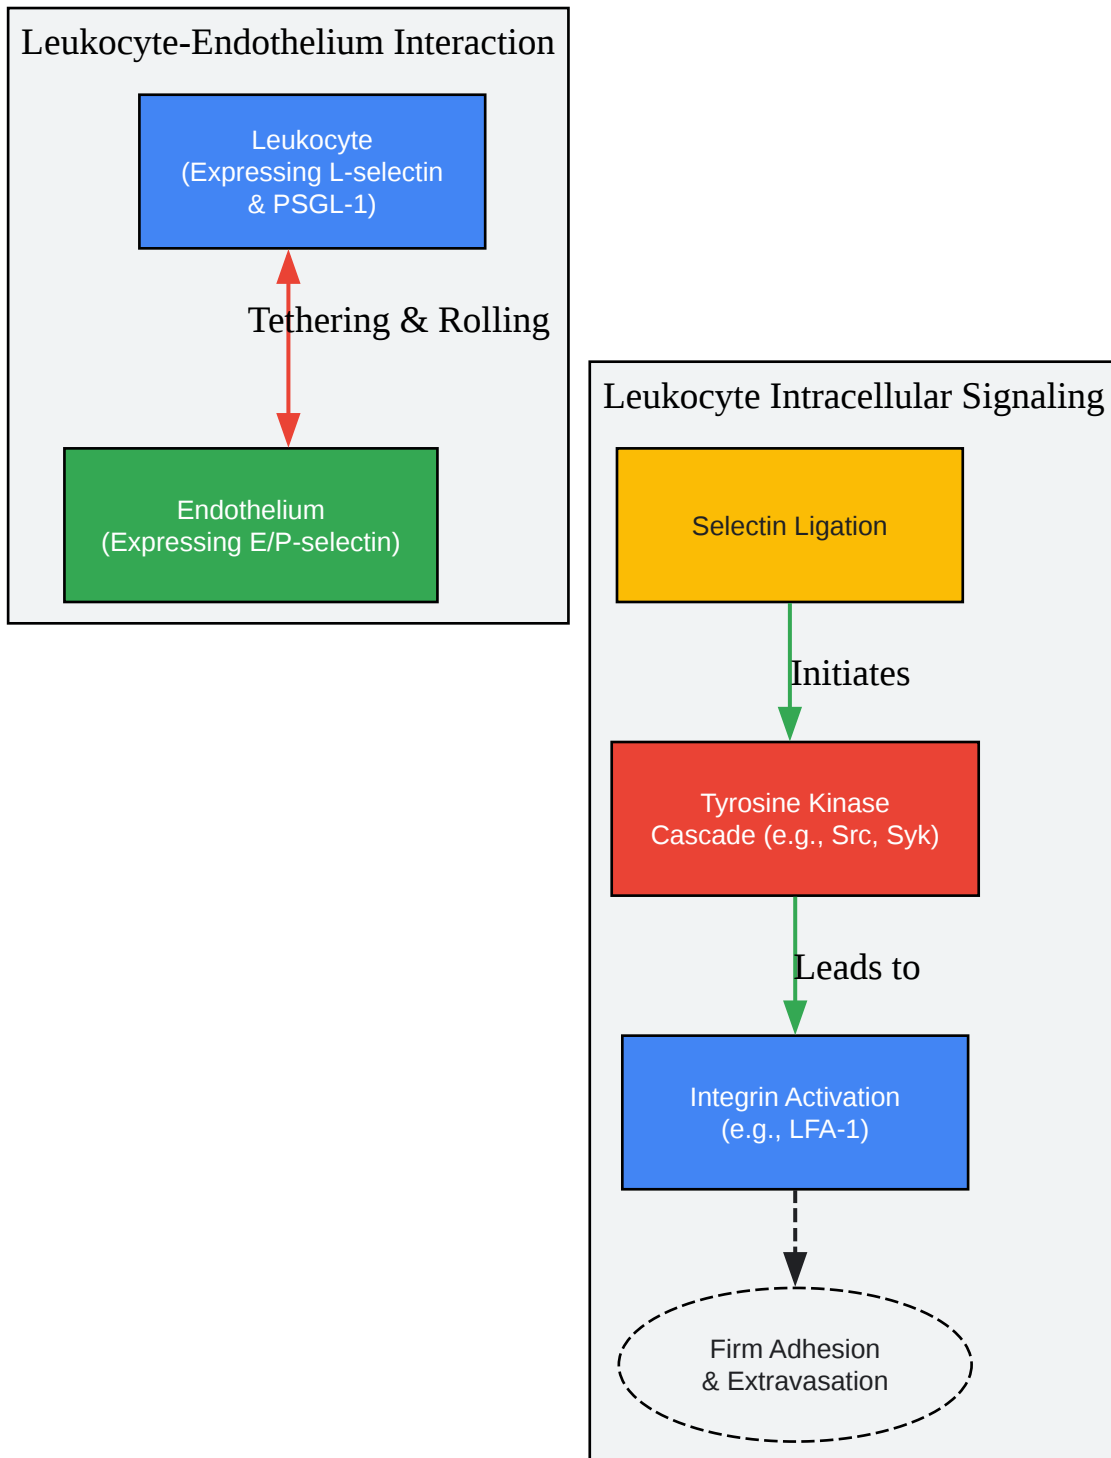 Leukocyte-Endothelium Interaction
Leukocyte
(Expressing L-selectin
& PSGL-1)
Tethering & Rolling
Endothelium
(Expressing E/P-selectin)
Leukocyte Intracellular Signaling
Selectin Ligation
Initiates
Tyrosine Kinase
Cascade (e.g., Src, Syk)
Leads to
Integrin Activation
(e.g., LFA-1)
Firm Adhesion
& Extravasation